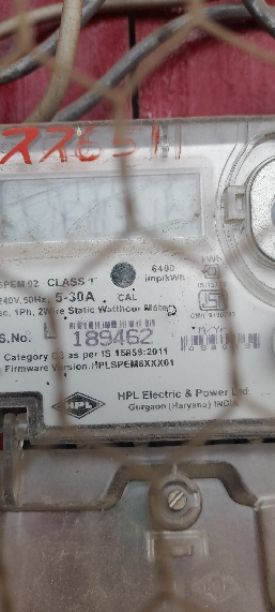 6400
imp/kWh
kWh
SPEM 02 CLASS 1
240V, 50Hz, 5-30A CAL
1Ph, 2Wire Static Watthour Meter
S.No. L 189462
Category C3 as per IS 15959:2011
Firmware Version:HPLSPEM6XXX01
HPL
HPL Electric & Power Ltd.
Gurgaon (Haryana) INDIA